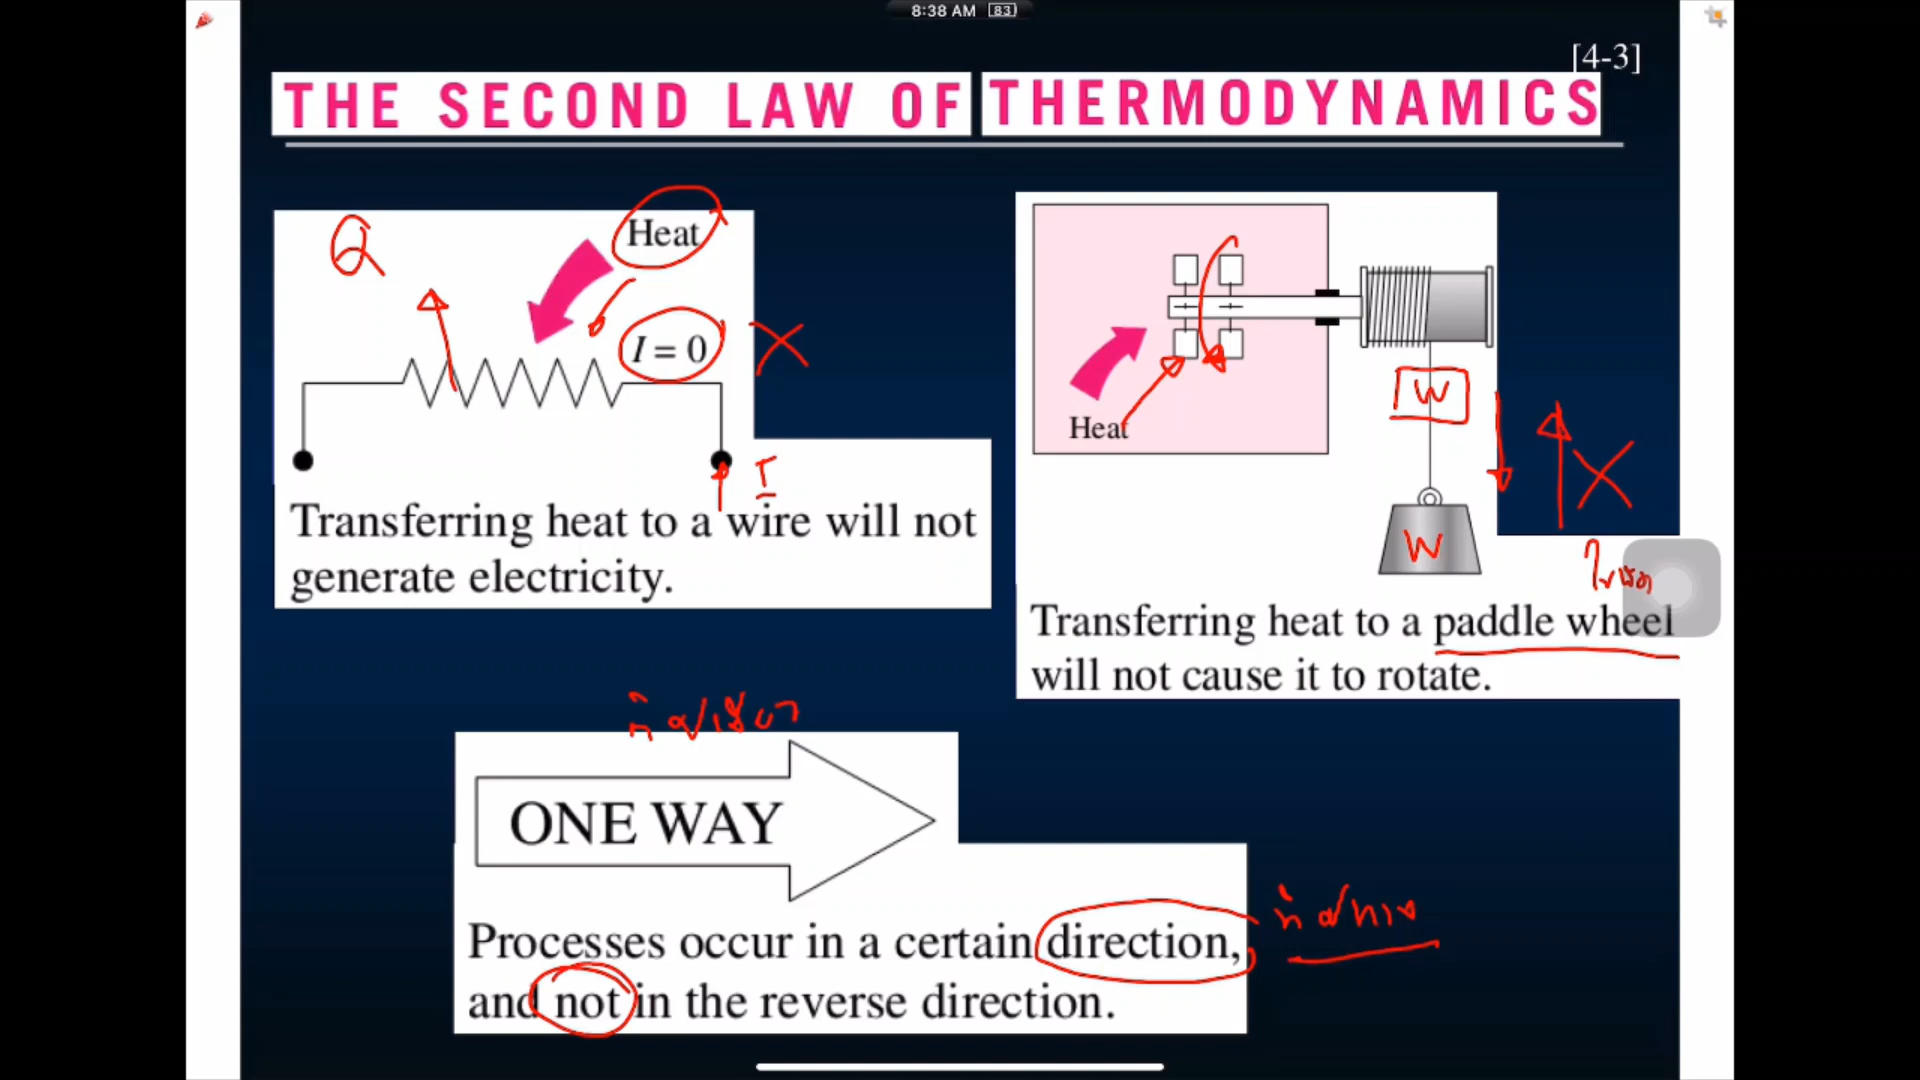 8:38 AM 83
[4-3]
THE SECOND LAW OF THERMODYNAMICS
Q
Heat
I = 0
I
Transferring heat to a wire will not
generate electricity.
Heat
W
W
Transferring heat to a paddle wheel
will not cause it to rotate.
ONE WAY
Processes occur in a certain direction,
and not in the reverse direction.